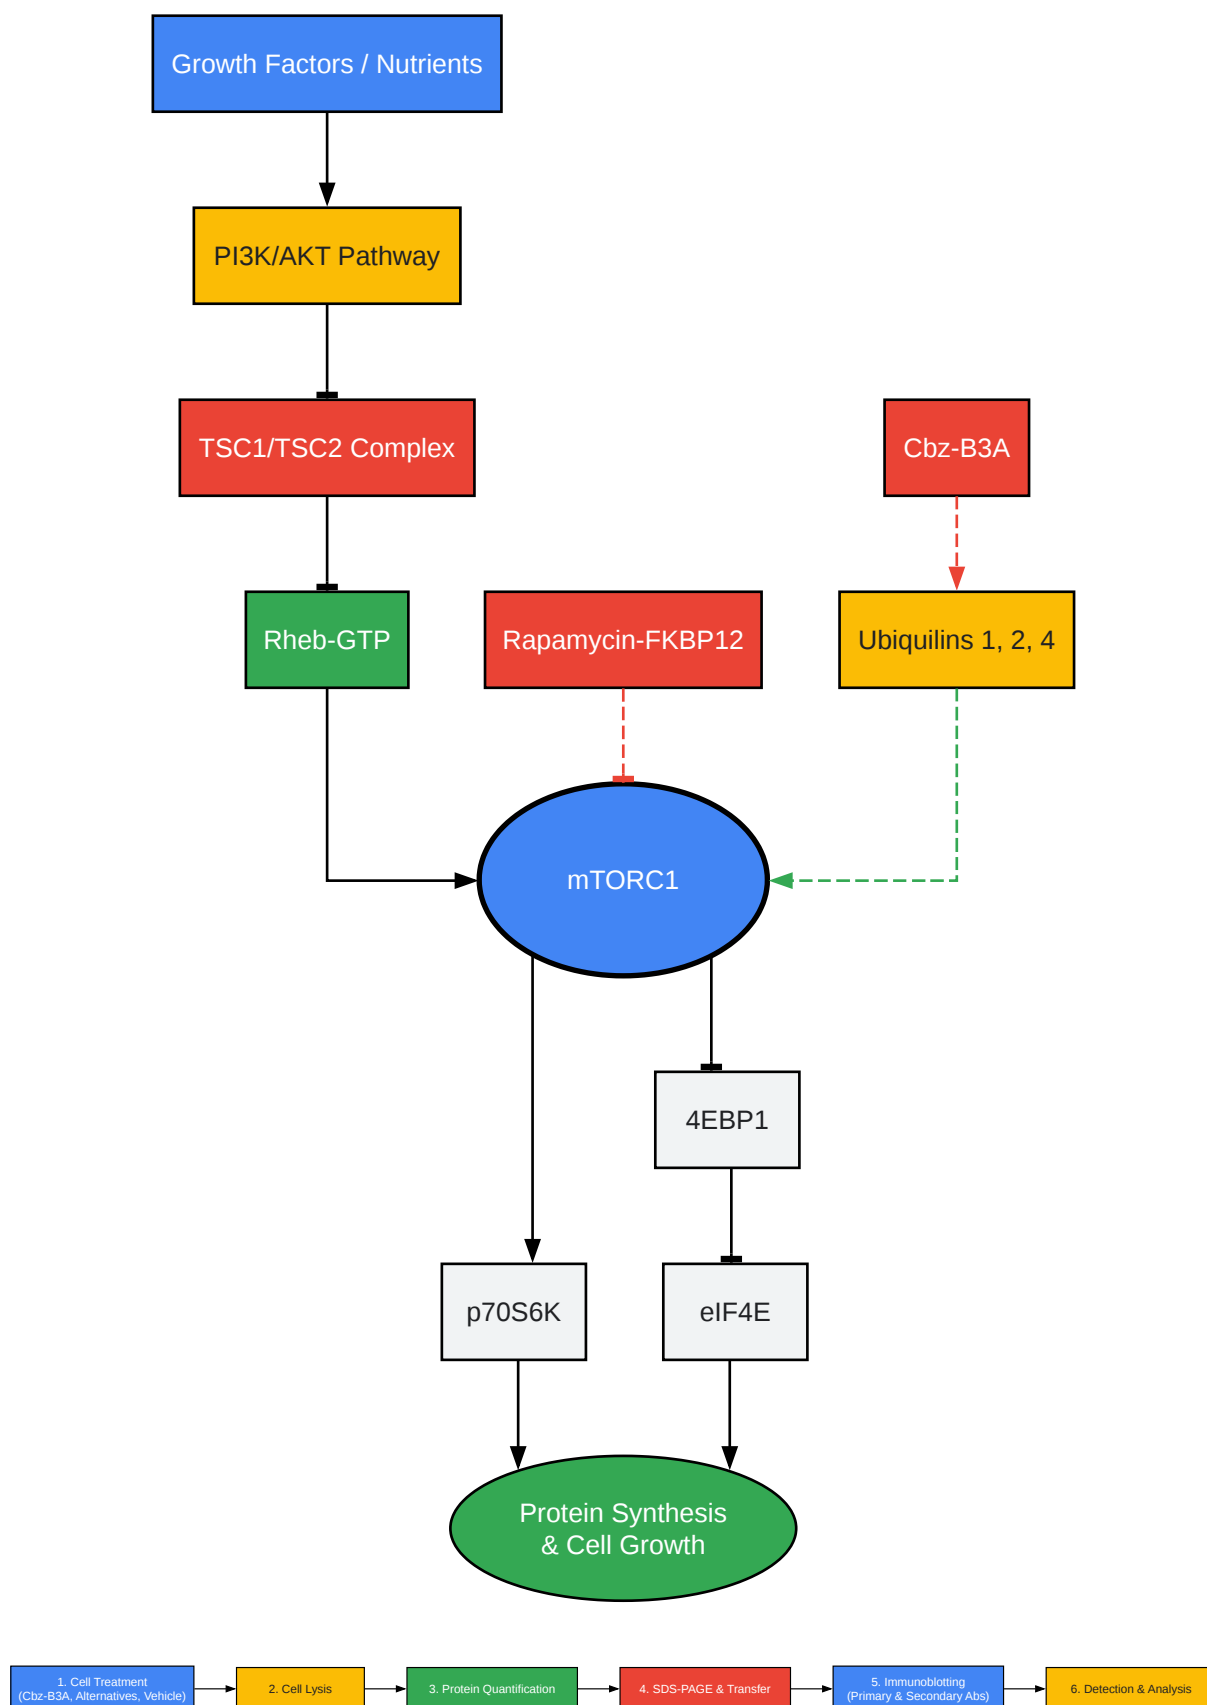 Growth Factors / Nutrients
PI3K/AKT Pathway
TSC1/TSC2 Complex
Cbz-B3A
Rheb-GTP
Rapamycin-FKBP12
Ubiquilins 1, 2, 4
mTORC1
4EBP1
p70S6K
eIF4E
Protein Synthesis
& Cell Growth
1. Cell Treatment
(Cbz-B3A, Alternatives, Vehicle)
2. Cell Lysis
3. Protein Quantification
4. SDS-PAGE & Transfer
5. Immunoblotting
(Primary & Secondary Abs)
6. Detection & Analysis